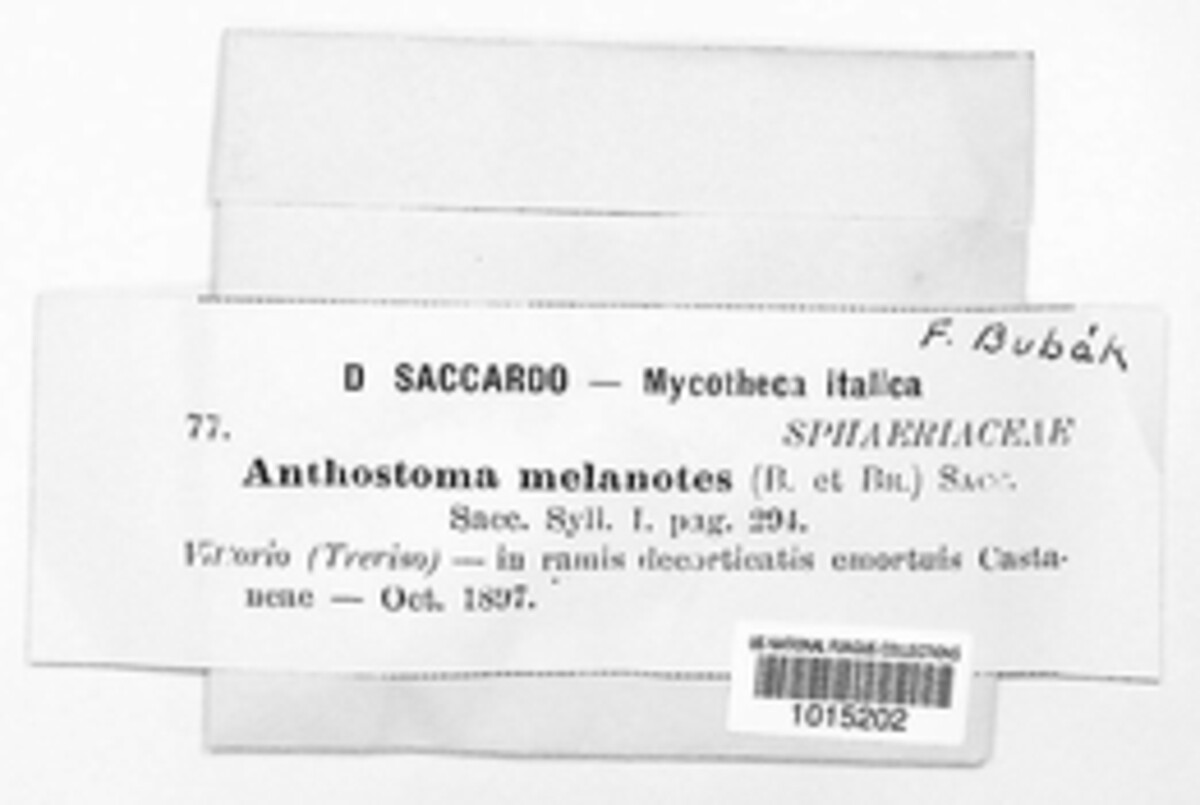 F. Bubák
D SACCARDO — Mycotheca italica
77. SPHAERIACEAE
Anthostoma melanotes (B. et BR.) SACC.
Sacc. Syll. I. pag. 294.
Vittorio (Treviso) — in ramis decorticatis emortuis Casta-
neae — Oct. 1897.
US NATIONAL FUNGUS COLLECTIONS
1015202